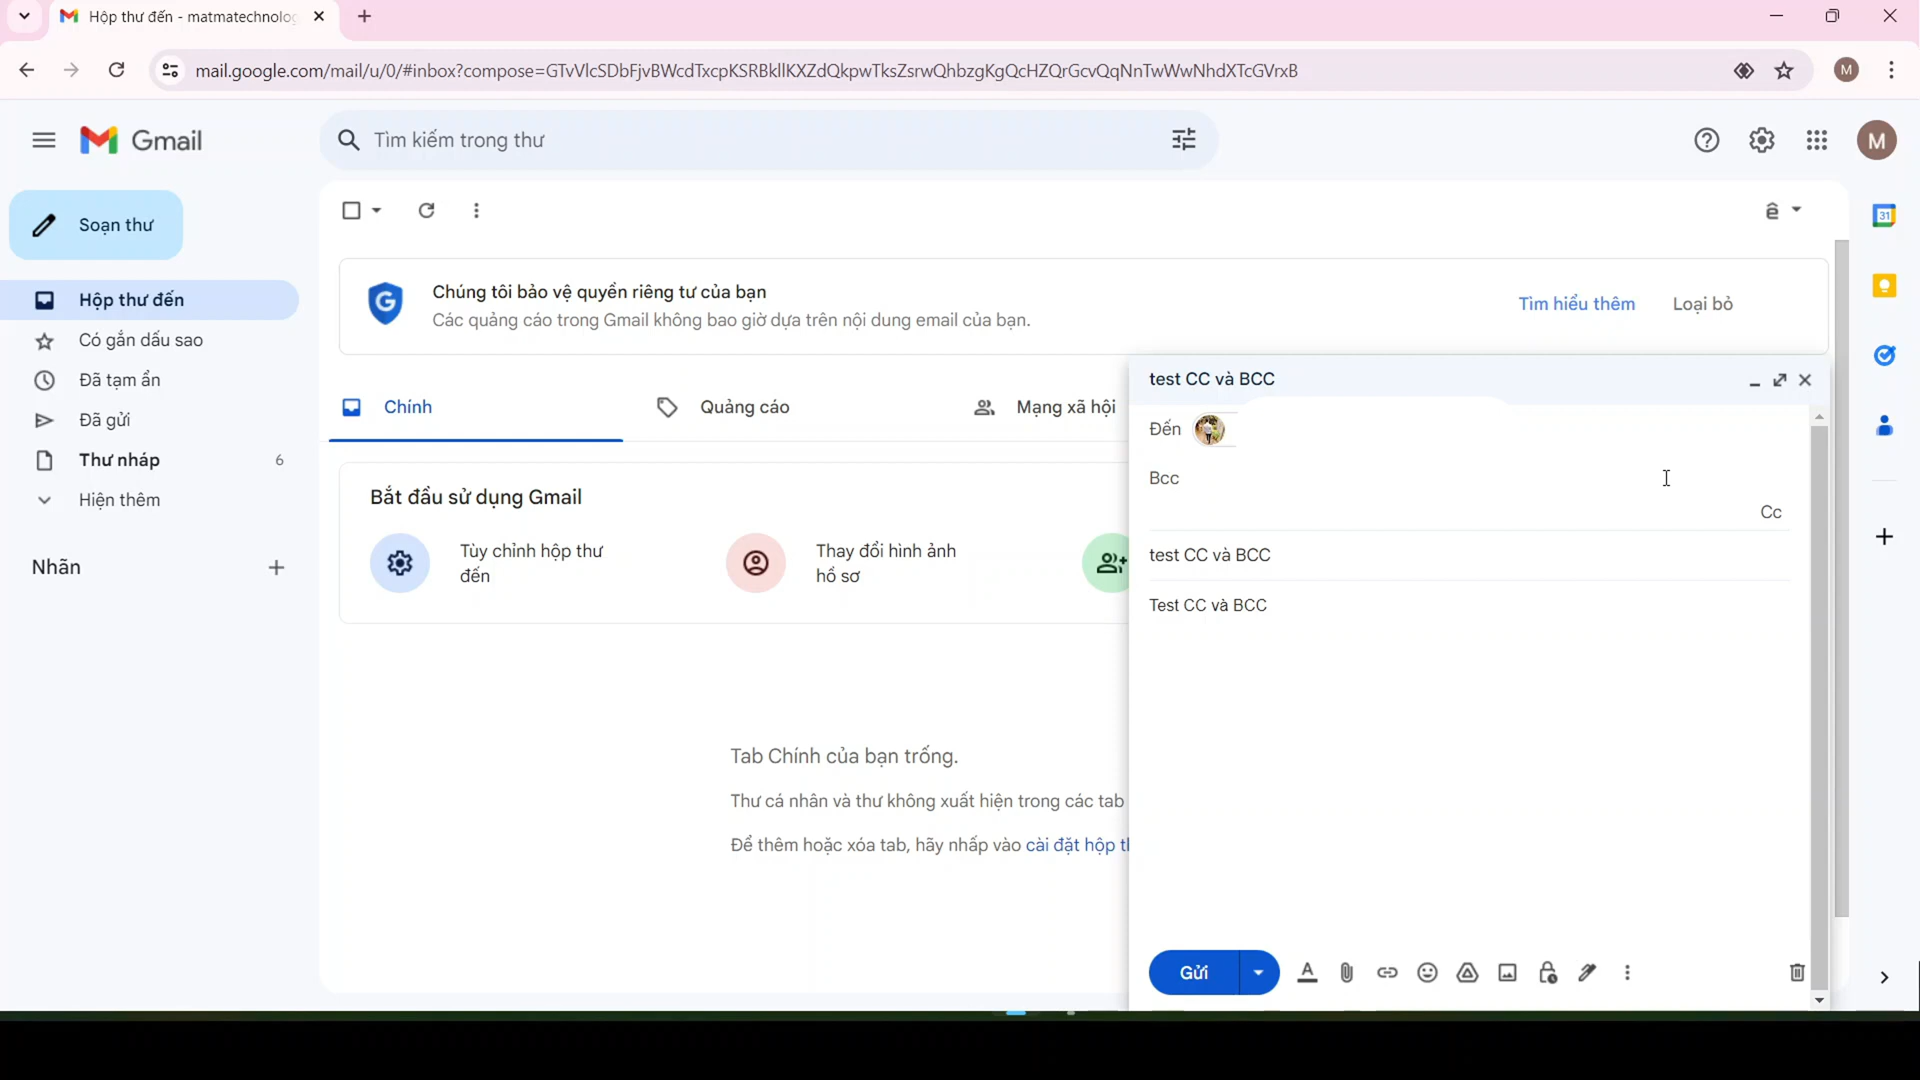 Hộp thư đến - matmatechnolog
mail.google.com/mail/u/0/#inbox?compose=GTvVlcSDbFjvBWcdTxcpKSRBkllKXZdQkpwTksZsrwQhbzgKgQcHZQrGcvQqNnTwWwNhdXTcGVrxB
M
Gmail
Tìm kiếm trong thư
M
Soạn thư
ê
31
Hộp thư đến
Có gắn dấu sao
Đã tạm ẩn
Đã gửi
Thư nháp
6
Hiện thêm
Nhãn
Chúng tôi bảo vệ quyền riêng tư của bạn
Các quảng cáo trong Gmail không bao giờ dựa trên nội dung email của bạn.
Tìm hiểu thêm
Loại bỏ
Chính
Quảng cáo
Mạng xã hội
Bắt đầu sử dụng Gmail
Tùy chỉnh hộp thư
đến
Thay đổi hình ảnh
hồ sơ
Tab Chính của bạn trống.
Thư cá nhân và thư không xuất hiện trong các tab
Để thêm hoặc xóa tab, hãy nhấp vào cài đặt hộp th
test CC và BCC
Đến
Bcc
Cc
test CC và BCC
Test CC và BCC
Gửi
A